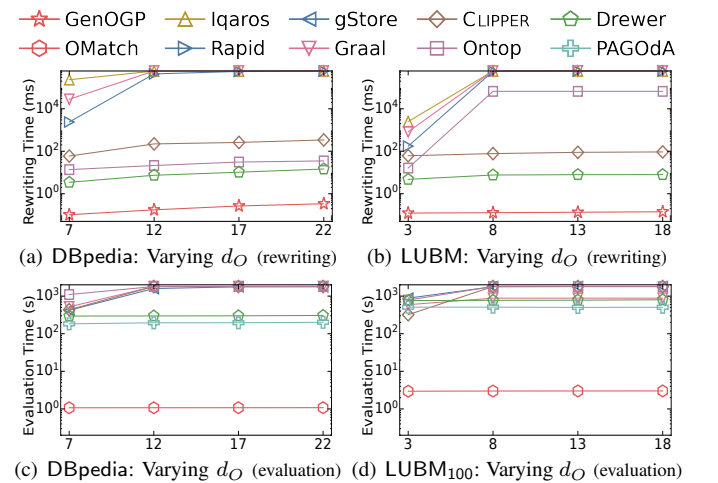 GenOGP Iqaros gStore CLIPPER Drewer
OMatch Rapid Graal Ontop PAGOdA
Rewriting Time (ms)
10^4
10^2
10^0
7 12 17 22
(a) DBpedia: Varying d_O (rewriting)
Rewriting Time (ms)
10^4
10^2
10^0
3 8 13 18
(b) LUBM: Varying d_O (rewriting)
Evaluation Time (s)
10^3
10^2
10^1
10^0
7 12 17 22
(c) DBpedia: Varying d_O (evaluation)
Evaluation Time (s)
10^3
10^2
10^1
10^0
3 8 13 18
(d) LUBM_100: Varying d_O (evaluation)